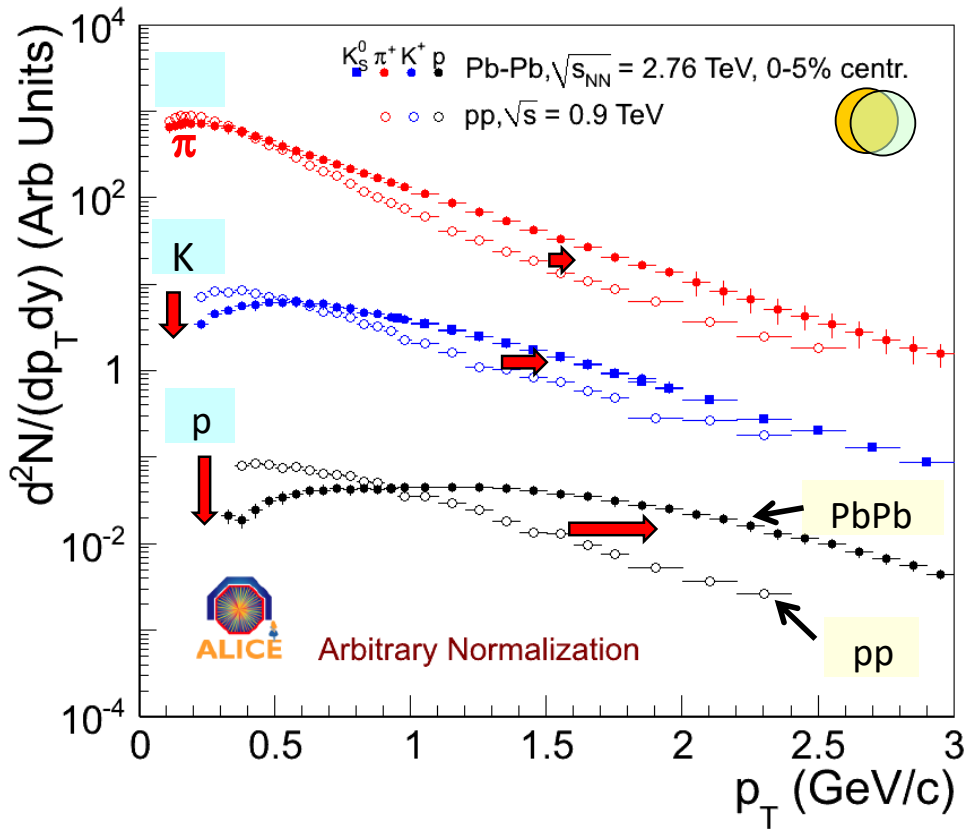 10⁴
K⁰S π⁺ K⁺ p Pb-Pb,√sNN = 2.76 TeV, 0-5% centr.
pp,√s = 0.9 TeV
π
10²
K
1
p
PbPb
10⁻²
ALICE
Arbitrary Normalization
pp
10⁻⁴
0 0.5 1 1.5 2 2.5 3
pT (GeV/c)
d²N/(dpTdy) (Arb Units)